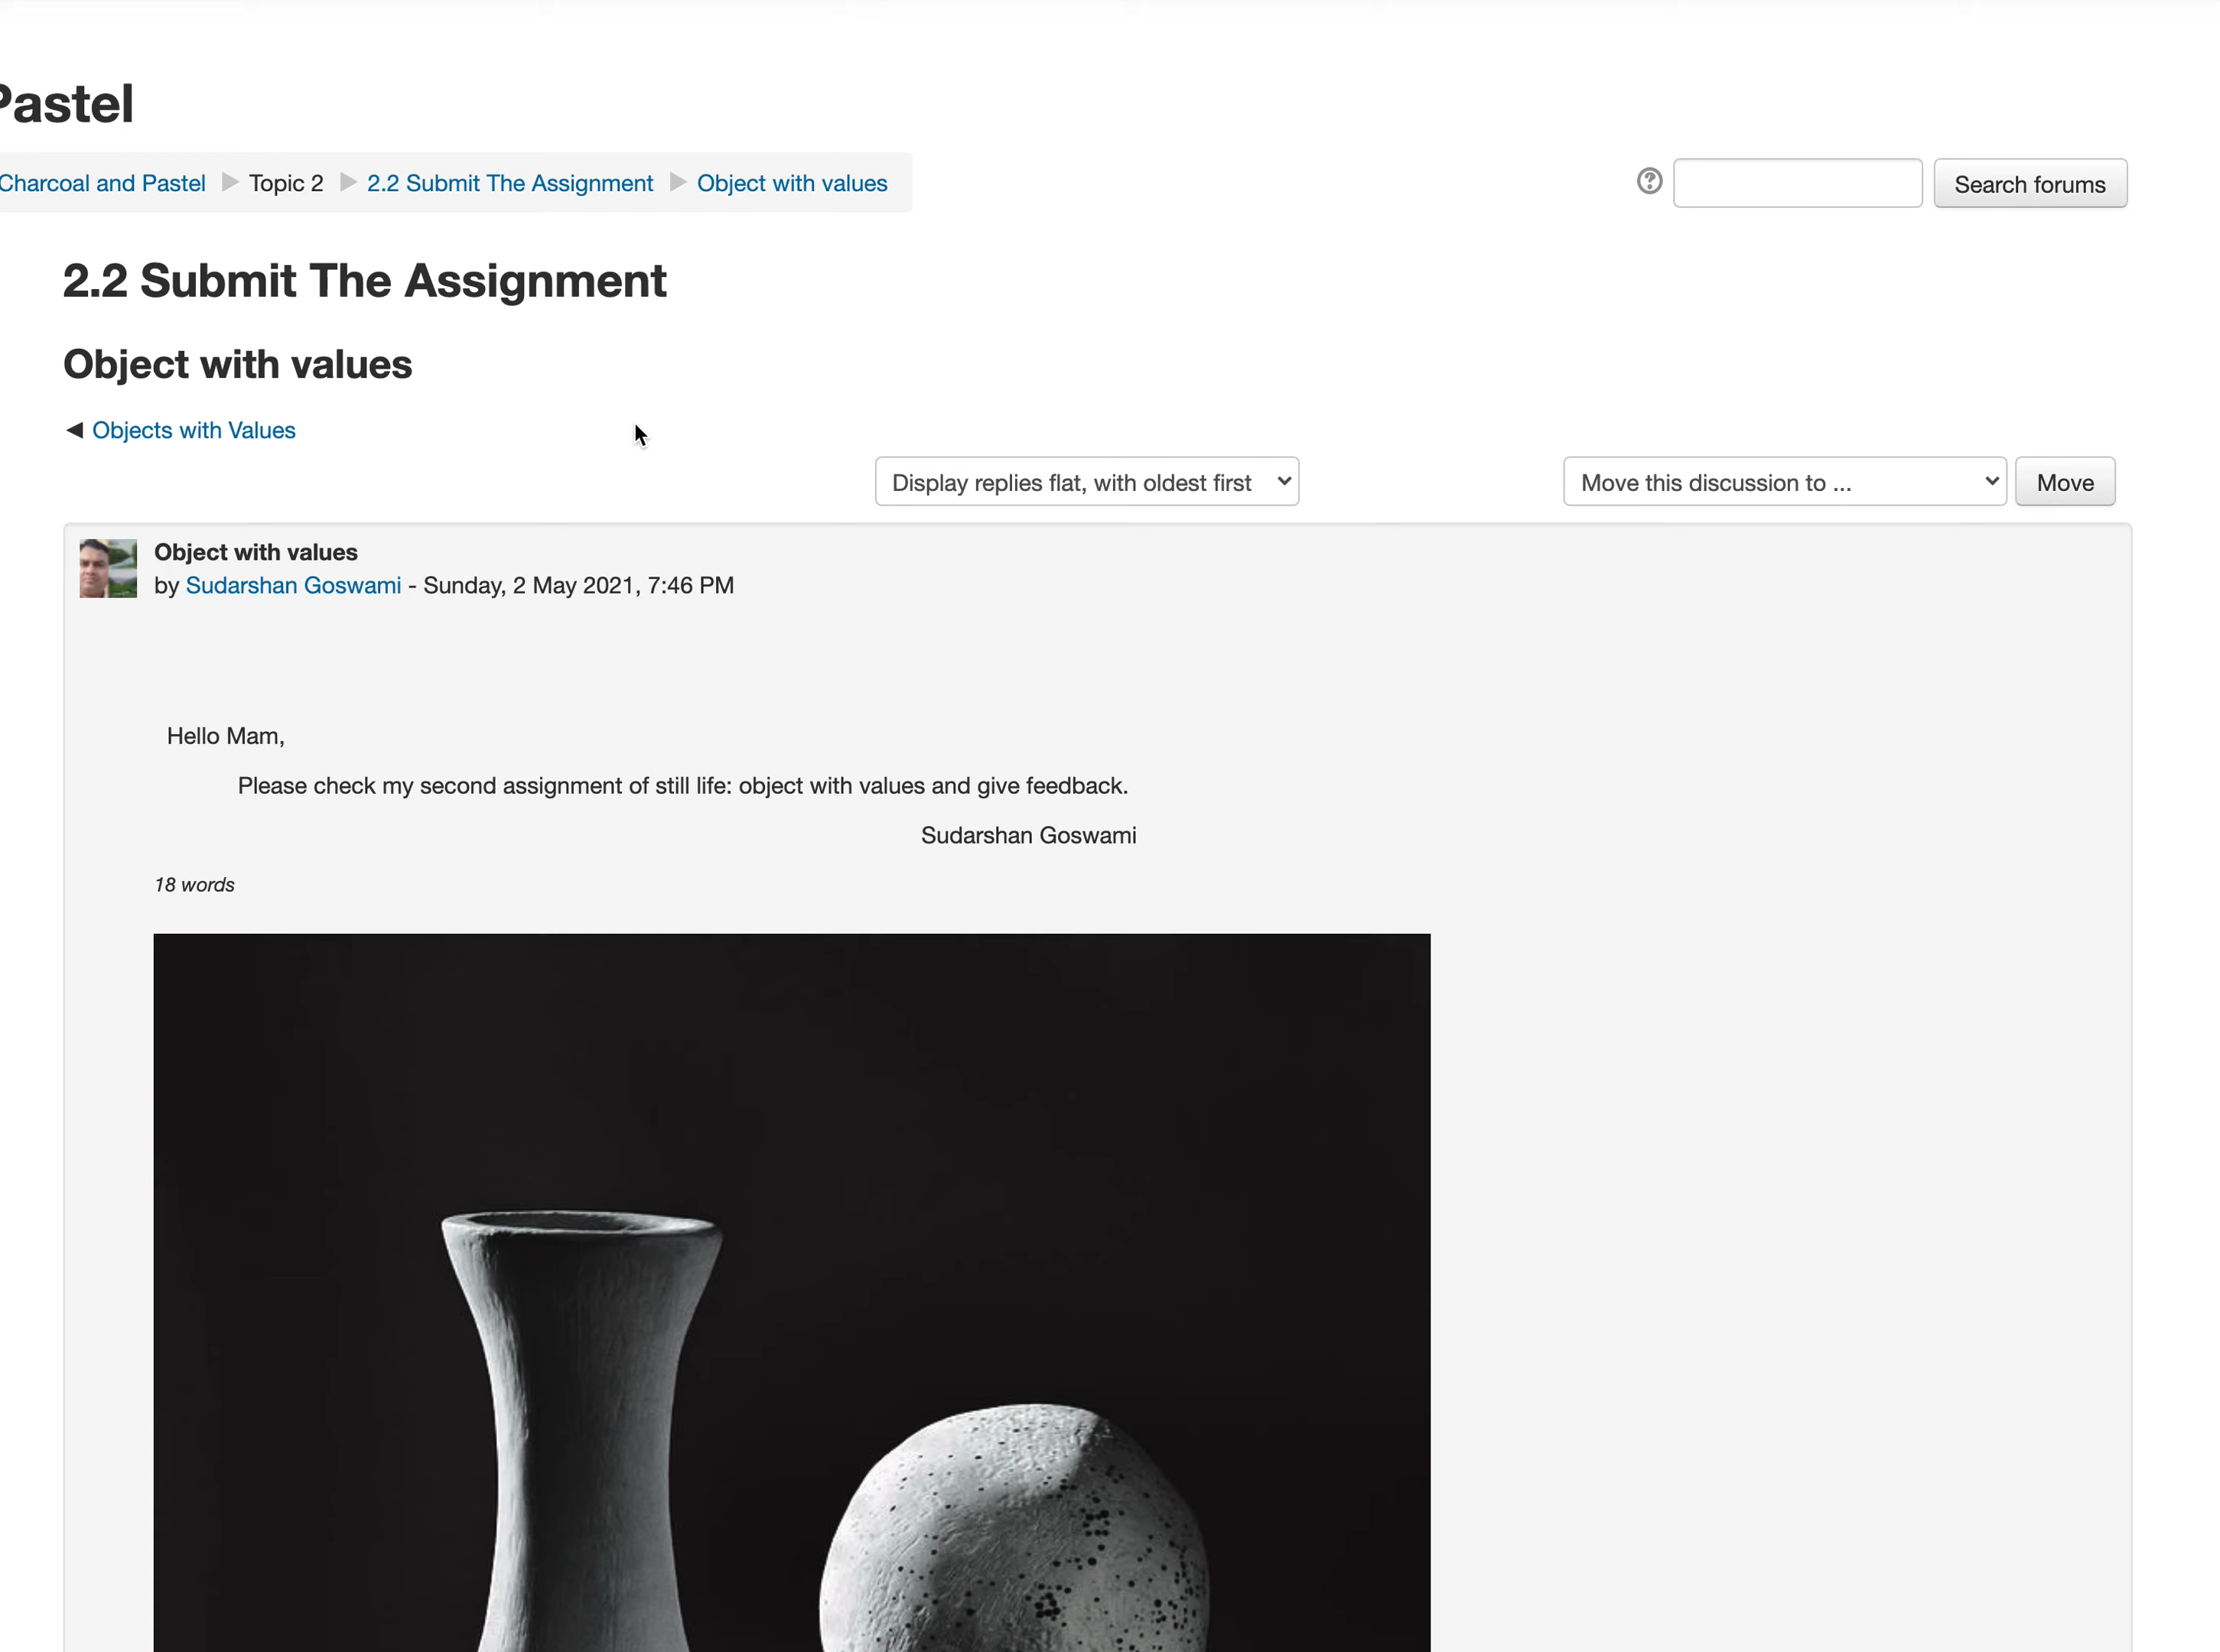 Pastel
Charcoal and Pastel ▶ Topic 2 ▶ 2.2 Submit The Assignment ▶ Object with values
Search forums
2.2 Submit The Assignment
Object with values
◀ Objects with Values
Display replies flat, with oldest first
Move this discussion to ...
Move
Object with values
by Sudarshan Goswami - Sunday, 2 May 2021, 7:46 PM
Hello Mam,
Please check my second assignment of still life: object with values and give feedback.
Sudarshan Goswami
18 words